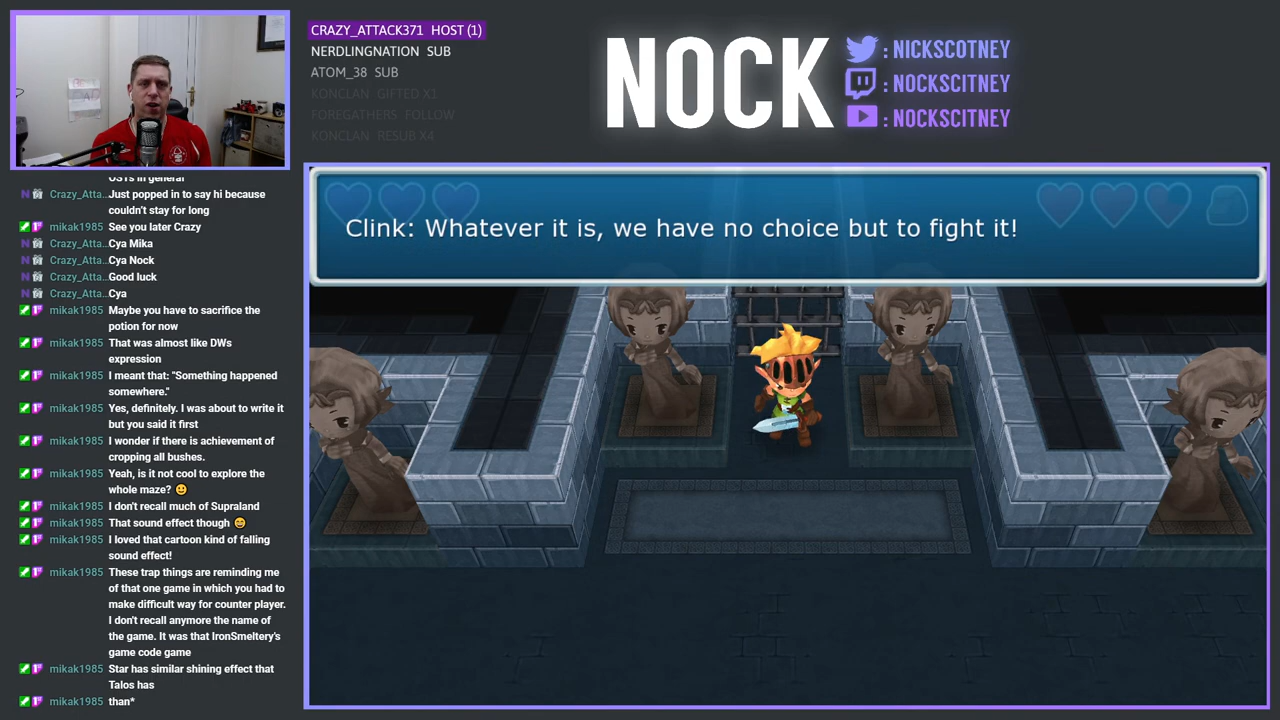 CRAZY_ATTACK371 HOST (1)
NERDLINGNATION SUB
ATOM_38 SUB
KONCLAN GIFTED X1
FOREGATHERS FOLLOW
KONCLAN RESUB X4
NOCK
: NICKSCOTNEY
: NOCKSCITNEY
: NOCKSCITNEY
OSTs in general
Crazy_Atta.. Just popped in to say hi because
couldn't stay for long
mikak1985 See you later Crazy
Crazy_Atta.. Cya Mika
Crazy_Atta.. Cya Nock
Crazy_Atta.. Good luck
Crazy_Atta.. Cya
mikak1985 Maybe you have to sacrifice the
potion for now
mikak1985 That was almost like DWs
expression
mikak1985 I meant that: "Something happened
somewhere."
mikak1985 Yes, definitely. I was about to write it
but you said it first
mikak1985 I wonder if there is achievement of
cropping all bushes.
mikak1985 Yeah, is it not cool to explore the
whole maze? 🙂
mikak1985 I don't recall much of Supraland
mikak1985 That sound effect though 😄
mikak1985 I loved that cartoon kind of falling
sound effect!
mikak1985 These trap things are reminding me
of that one game in which you had to
make difficult way for counter player.
I don't recall anymore the name of
the game. It was that IronSmeltery's
game code game
mikak1985 Star has similar shining effect that
Talos has
mikak1985 than*
Clink: Whatever it is, we have no choice but to fight it!